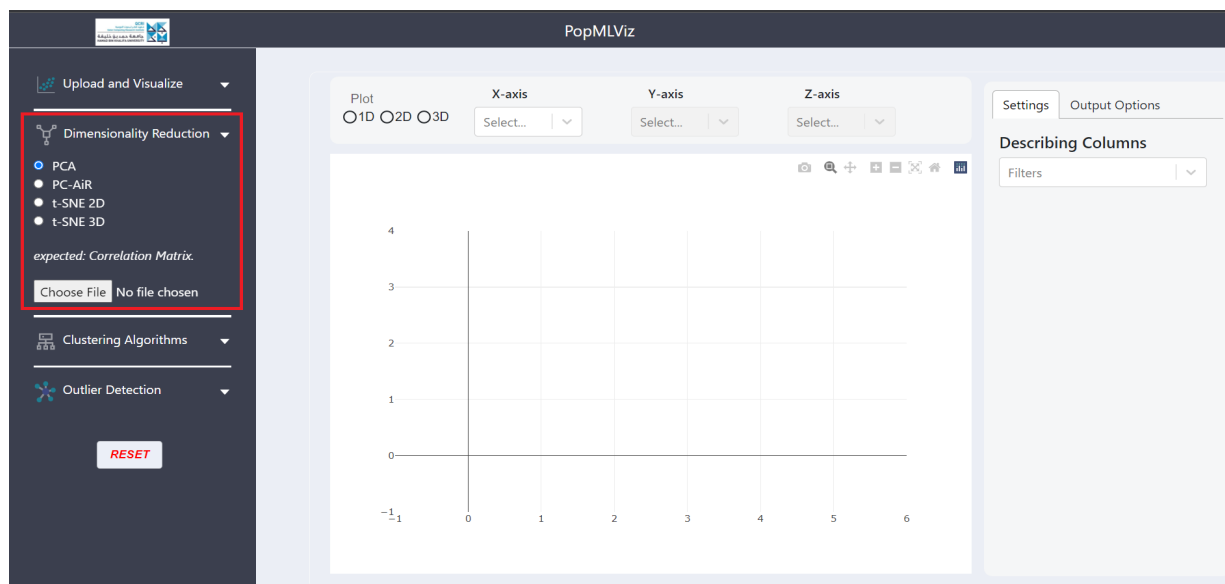 PopMLViz
Upload and Visualize
Dimensionality Reduction
PCA
PC-AiR
t-SNE 2D
t-SNE 3D
expected: Correlation Matrix.
Choose File No file chosen
Clustering Algorithms
Outlier Detection
RESET
Plot
1D 2D 3D
X-axis
Select...
Y-axis
Select...
Z-axis
Select...
4
3
2
1
0
−1
−1 0 1 2 3 4 5 6
Settings Output Options
Describing Columns
Filters